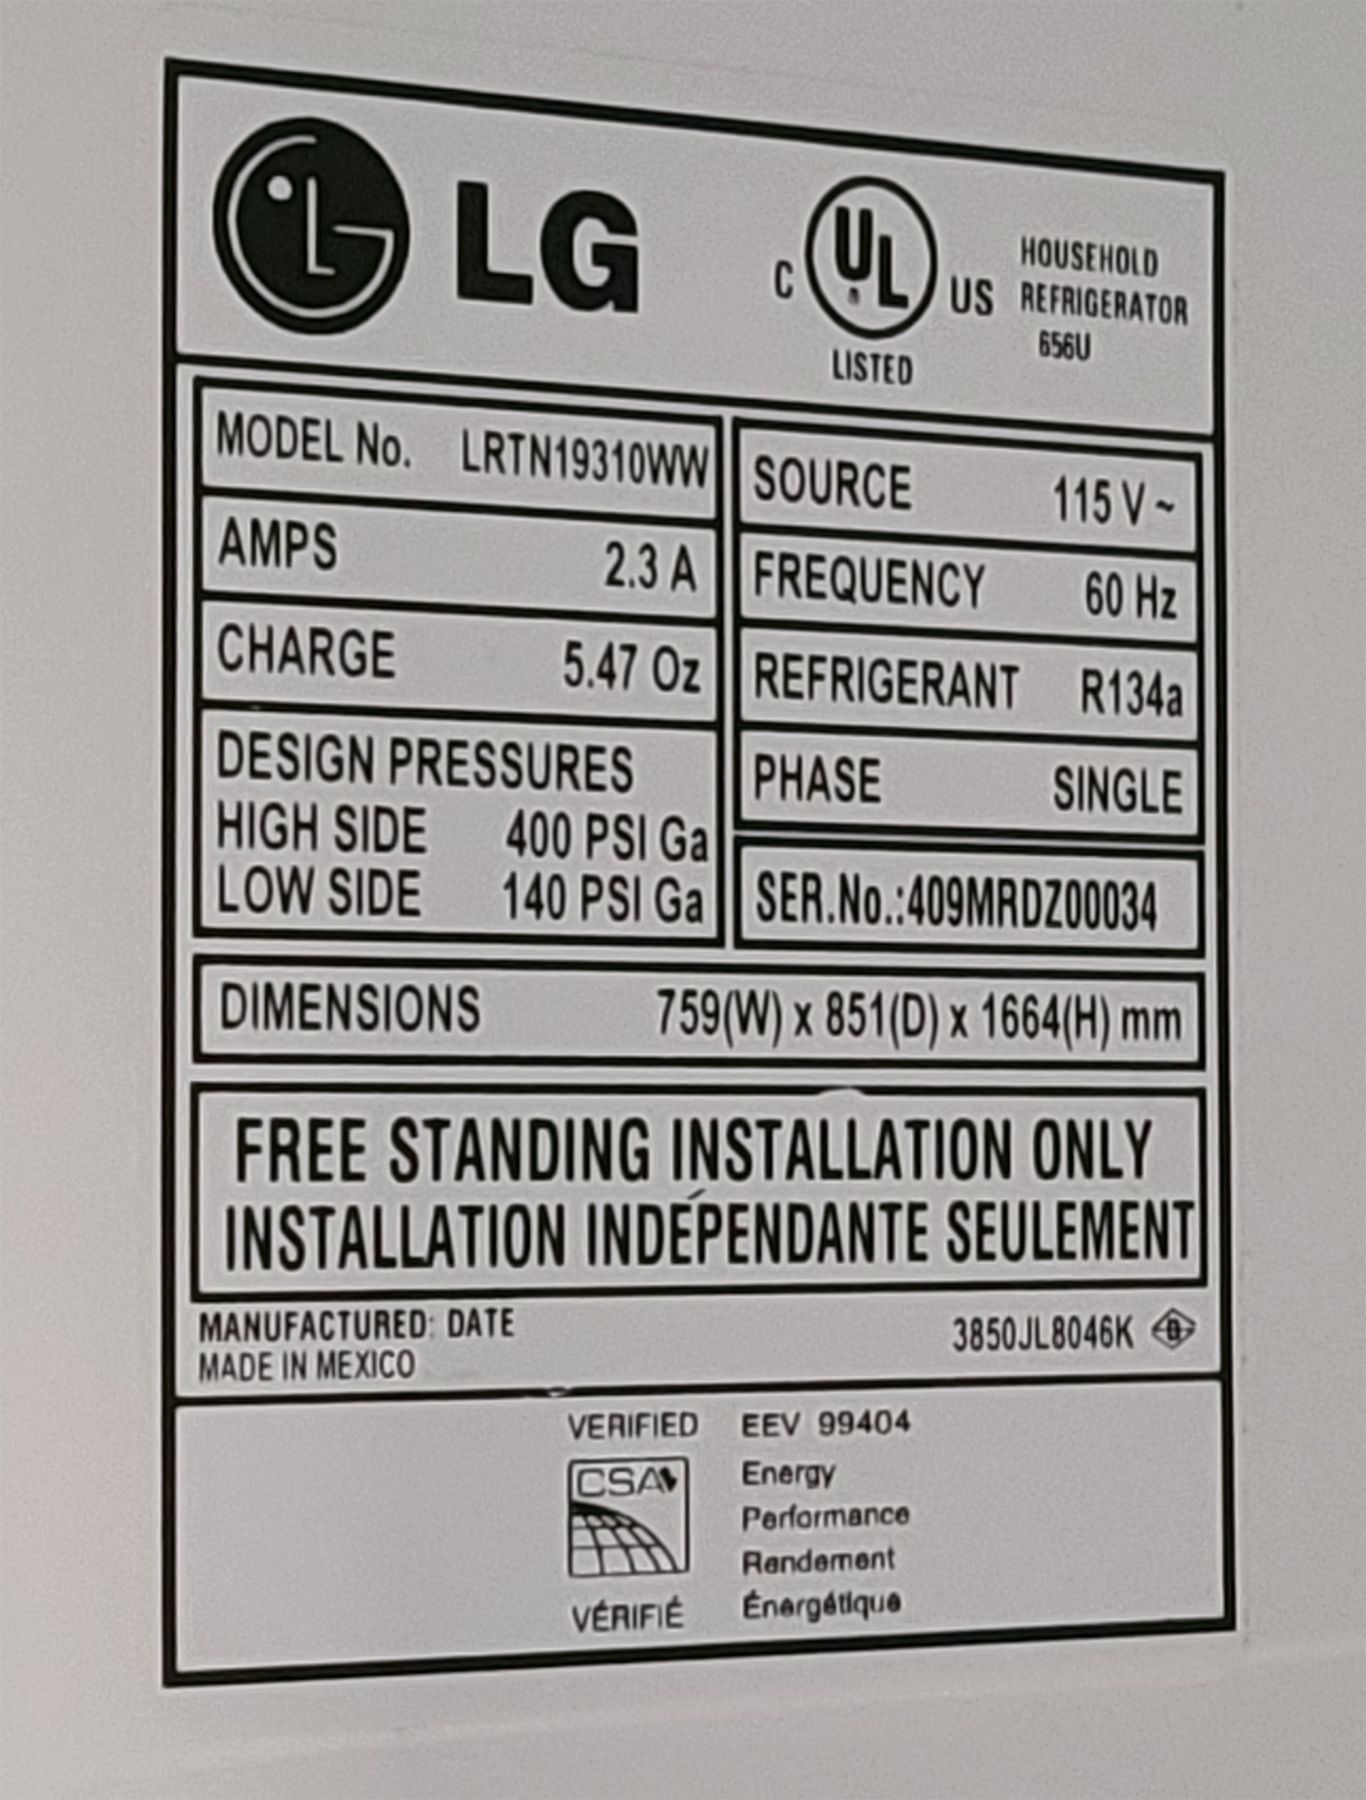 LG
C UL US
LISTED
HOUSEHOLD
REFRIGERATOR
656U
MODEL No. LRTN19310WW
AMPS 2.3 A
CHARGE 5.47 Oz
DESIGN PRESSURES
HIGH SIDE 400 PSI Ga
LOW SIDE 140 PSI Ga
SOURCE 115 V ~
FREQUENCY 60 Hz
REFRIGERANT R134a
PHASE SINGLE
SER.No.:409MRDZ00034
DIMENSIONS 759(W) x 851(D) x 1664(H) mm
FREE STANDING INSTALLATION ONLY
INSTALLATION INDÉPENDANTE SEULEMENT
MANUFACTURED: DATE
MADE IN MEXICO
3850JL8046K
VERIFIED
CSA
VÉRIFIÉ
EEV 99404
Energy
Performance
Rendement
Énergétique